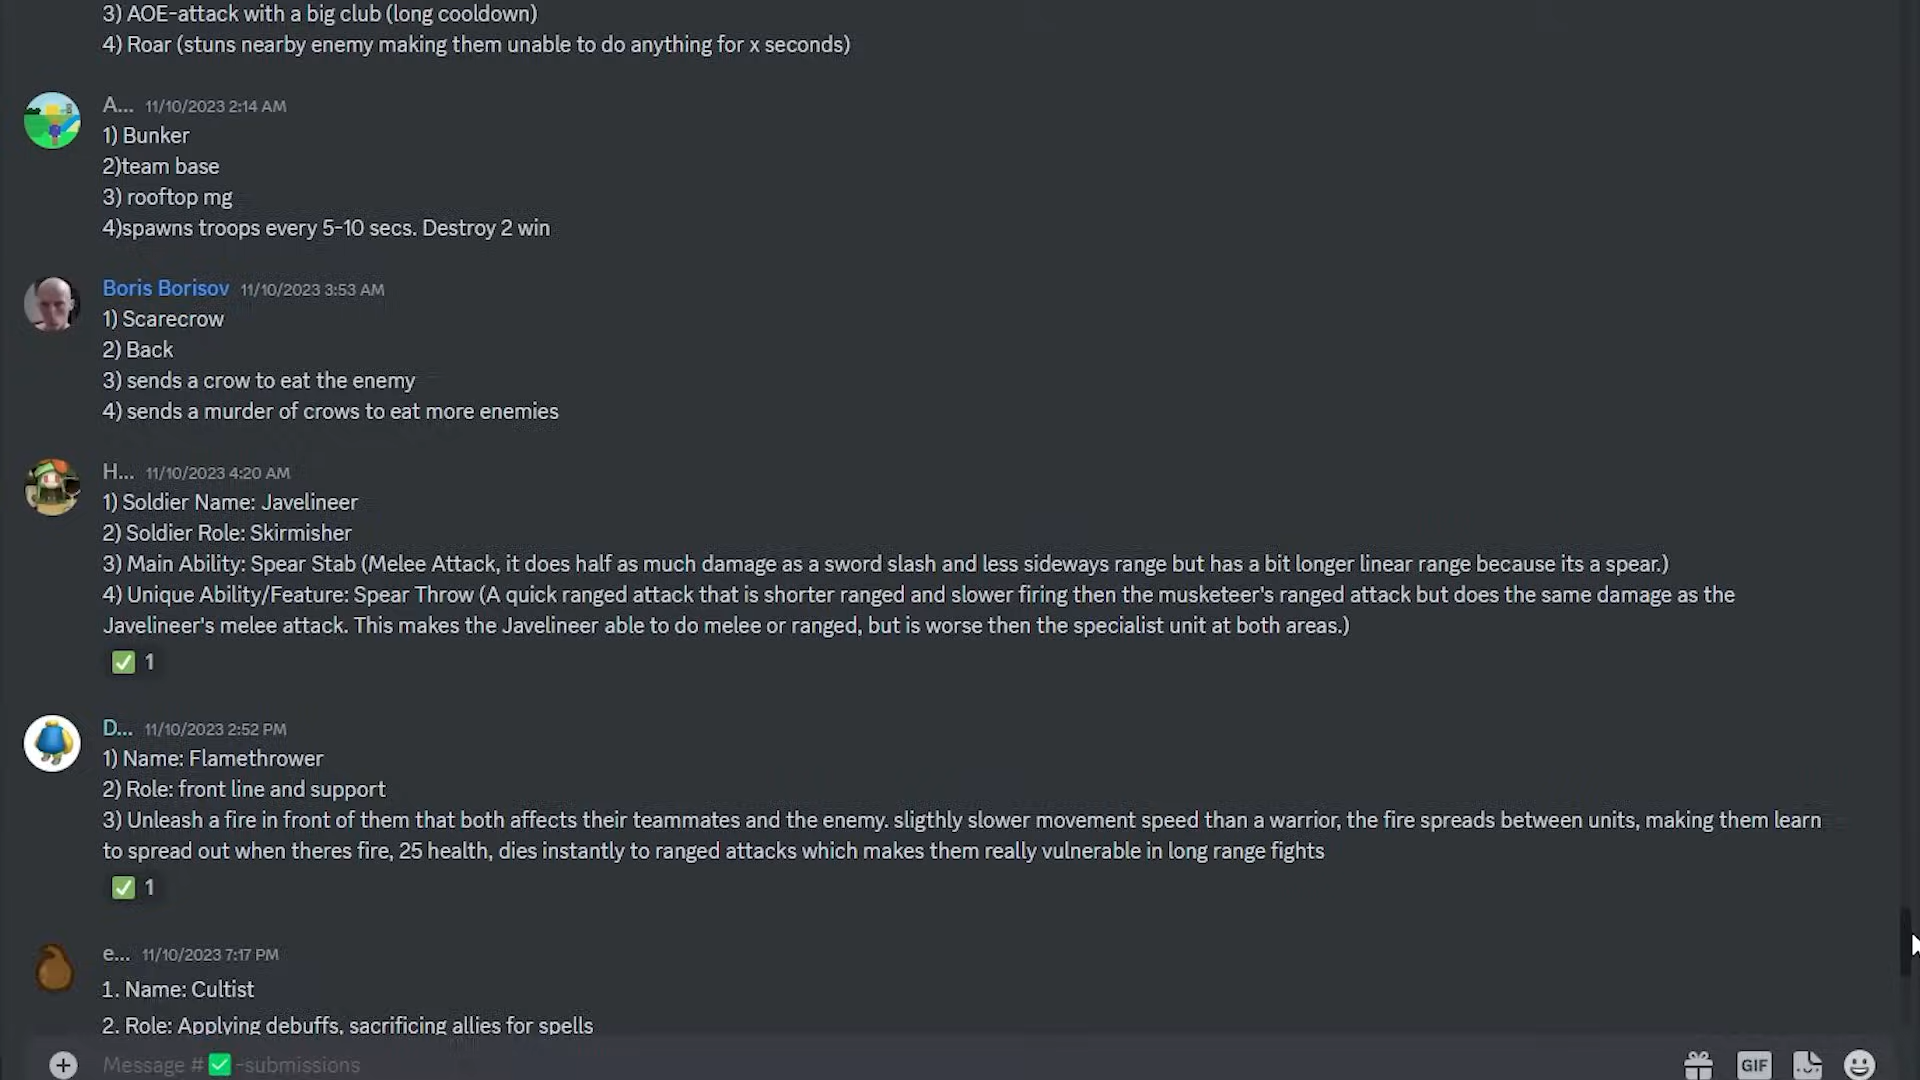 3) AOE-attack with a big club (long cooldown)
4) Roar (stuns nearby enemy making them unable to do anything for x seconds)
A... 11/10/2023 2:14 AM
1) Bunker
2)team base
3) rooftop mg
4)spawns troops every 5-10 secs. Destroy 2 win
Boris Borisov 11/10/2023 3:53 AM
1) Scarecrow
2) Back
3) sends a crow to eat the enemy
4) sends a murder of crows to eat more enemies
H... 11/10/2023 4:20 AM
1) Soldier Name: Javelineer
2) Soldier Role: Skirmisher
3) Main Ability: Spear Stab (Melee Attack, it does half as much damage as a sword slash and less sideways range but has a bit longer linear range because its a spear.)
4) Unique Ability/Feature: Spear Throw (A quick ranged attack that is shorter ranged and slower firing then the musketeer's ranged attack but does the same damage as the
Javelineer's melee attack. This makes the Javelineer able to do melee or ranged, but is worse then the specialist unit at both areas.)
✅ 1
D... 11/10/2023 2:52 PM
1) Name: Flamethrower
2) Role: front line and support
3) Unleash a fire in front of them that both affects their teammates and the enemy. sligthly slower movement speed than a warrior, the fire spreads between units, making them learn
to spread out when theres fire, 25 health, dies instantly to ranged attacks which makes them really vulnerable in long range fights
✅ 1
e... 11/10/2023 7:17 PM
1. Name: Cultist
2. Role: Applying debuffs, sacrificing allies for spells
Message #✅-submissions
GIF